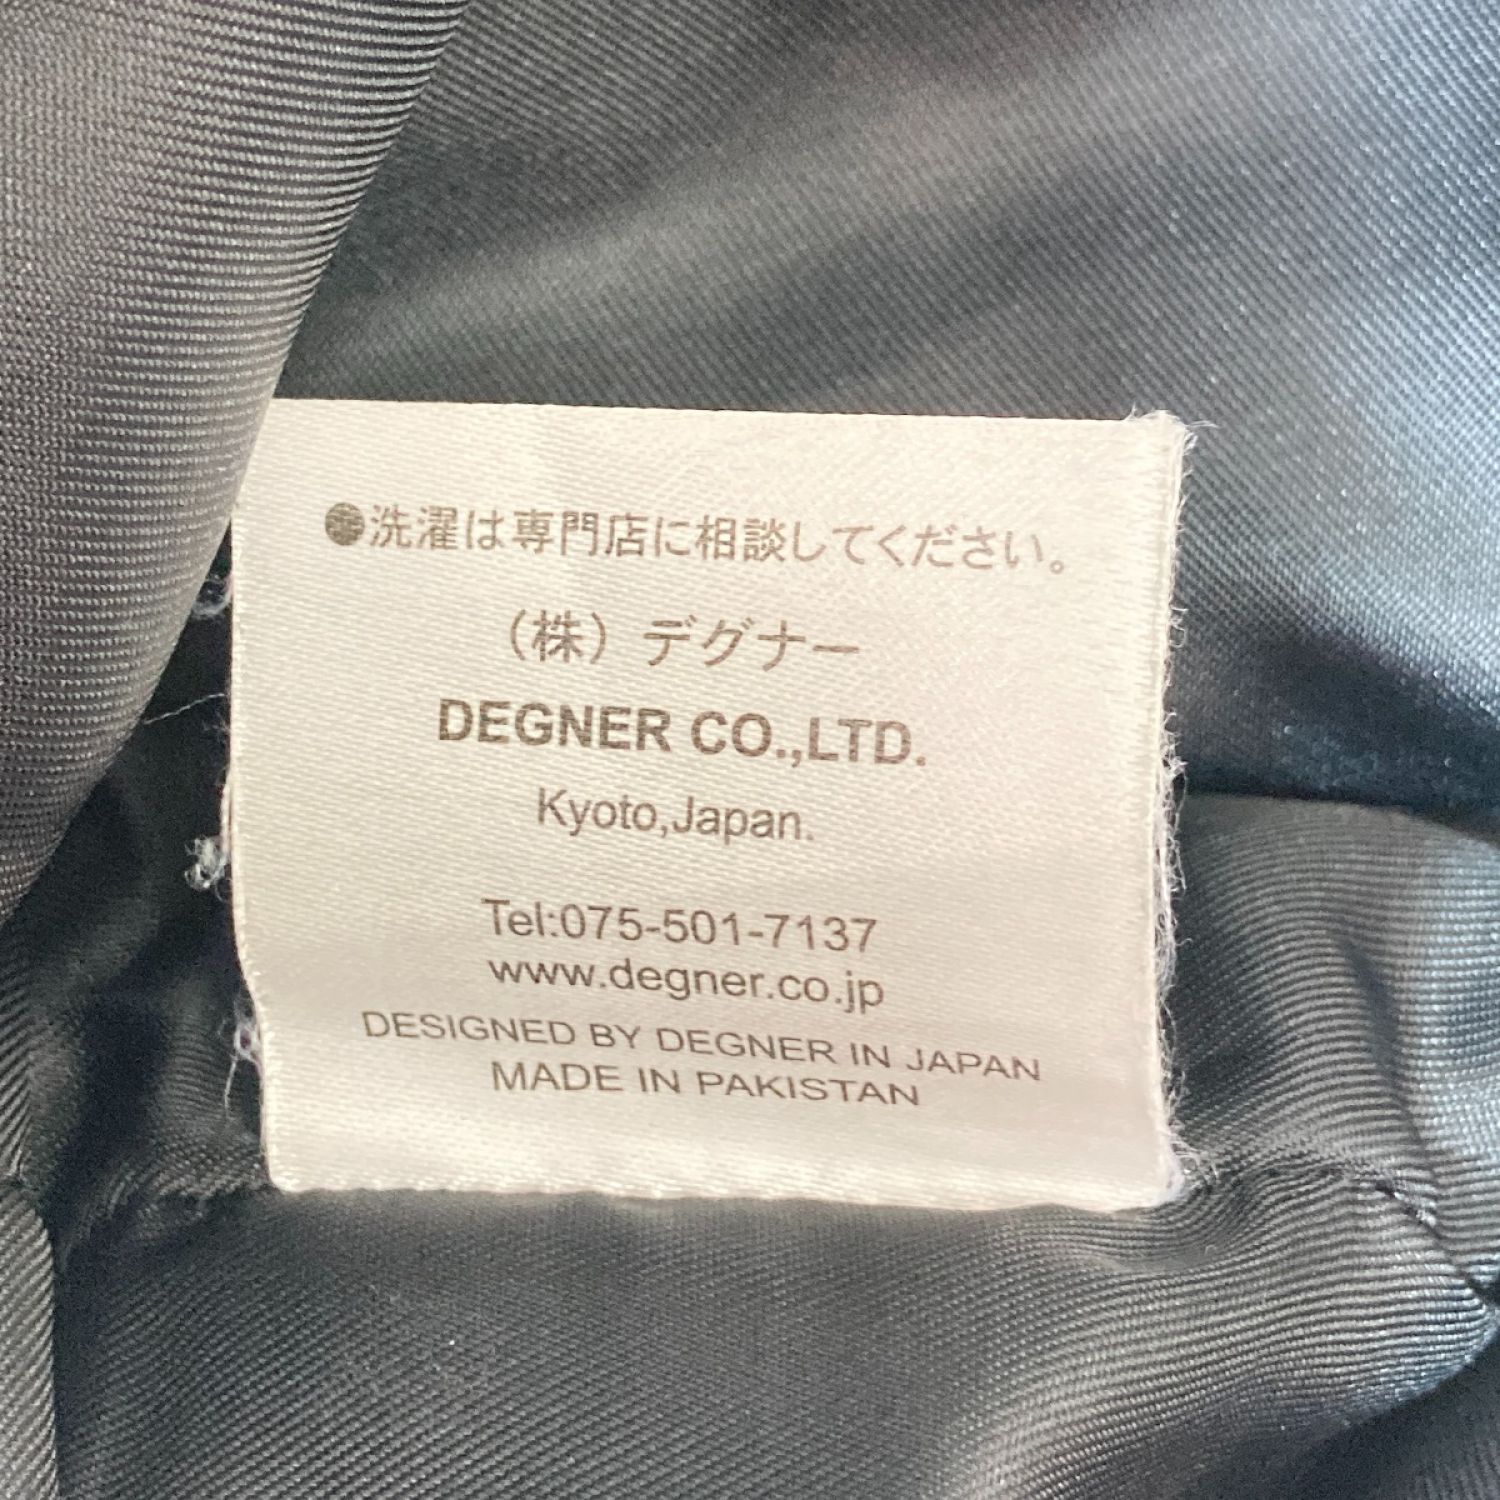 ●洗濯は専門店に相談してください。
（株）デグナー
DEGNER CO.,LTD.
Kyoto,Japan.
Tel:075-501-7137
www.degner.co.jp
DESIGNED BY DEGNER IN JAPAN
MADE IN PAKISTAN